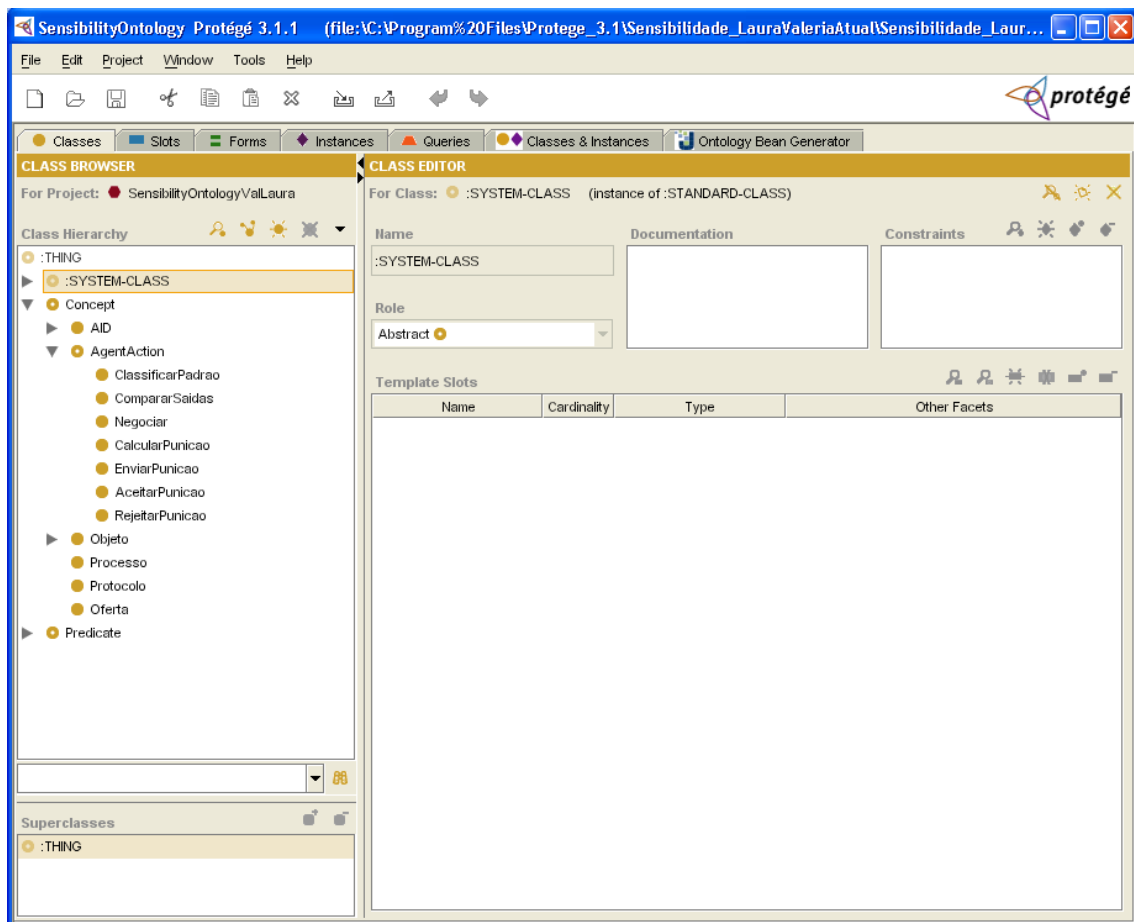 SensibilityOntology Protégé 3.1.1 (file:\C:\Program%20Files\Protege_3.1\Sensibilidade_LauraValeriaAtual\Sensibilidade_Laur...
File Edit Project Window Tools Help
protégé
Classes Slots Forms Instances Queries Classes & Instances Ontology Bean Generator
CLASS BROWSER
For Project: SensibilityOntologyValLaura
Class Hierarchy
:THING
:SYSTEM-CLASS
Concept
AID
AgentAction
ClassificarPadrao
CompararSaidas
Negociar
CalcularPunicao
EnviarPunicao
AceitarPunicao
RejeitarPunicao
Objeto
Processo
Protocolo
Oferta
Predicate
Superclasses
:THING
CLASS EDITOR
For Class: :SYSTEM-CLASS (instance of :STANDARD-CLASS)
Name Documentation Constraints
:SYSTEM-CLASS
Role
Abstract
Template Slots
Name Cardinality Type Other Facets